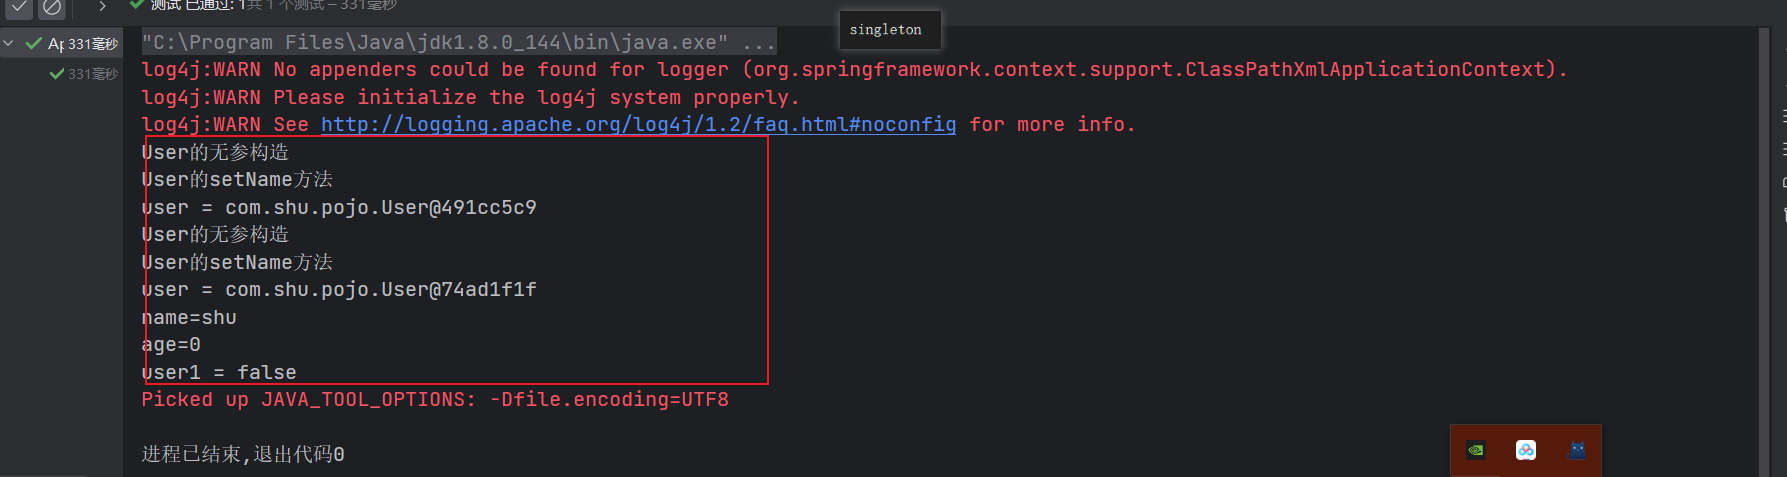 测试 已通过: 1共 1 个测试 – 331毫秒
singleton
331毫秒
331毫秒
"C:\Program Files\Java\jdk1.8.0_144\bin\java.exe" ...
log4j:WARN No appenders could be found for logger (org.springframework.context.support.ClassPathXmlApplicationContext).
log4j:WARN Please initialize the log4j system properly.
log4j:WARN See http://logging.apache.org/log4j/1.2/faq.html#noconfig for more info.
User的无参构造
User的setName方法
user = com.shu.pojo.User@491cc5c9
User的无参构造
User的setName方法
user = com.shu.pojo.User@74ad1f1f
name=shu
age=0
user1 = false
Picked up JAVA_TOOL_OPTIONS: -Dfile.encoding=UTF8
进程已结束,退出代码0